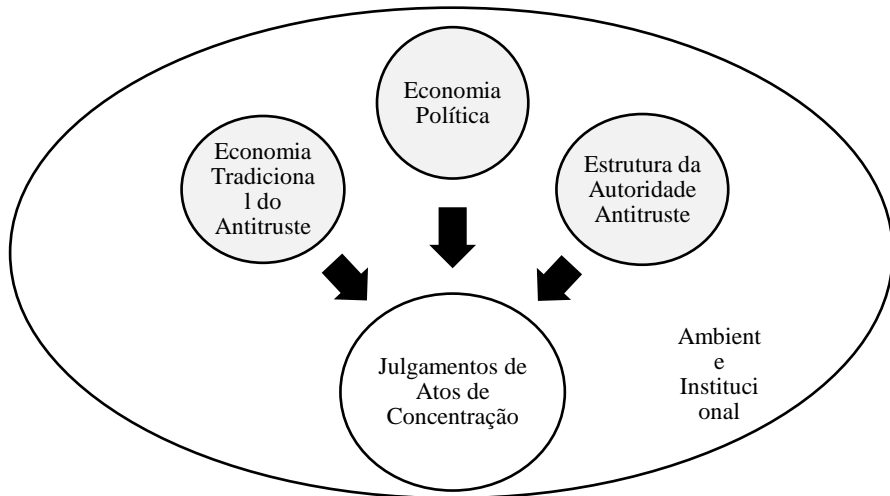 Economia
Política
Economia
Tradiciona
l do
Antitruste
Estrutura da
Autoridade
Antitruste
Julgamentos de
Atos de
Concentração
Ambient
e
Instituci
onal